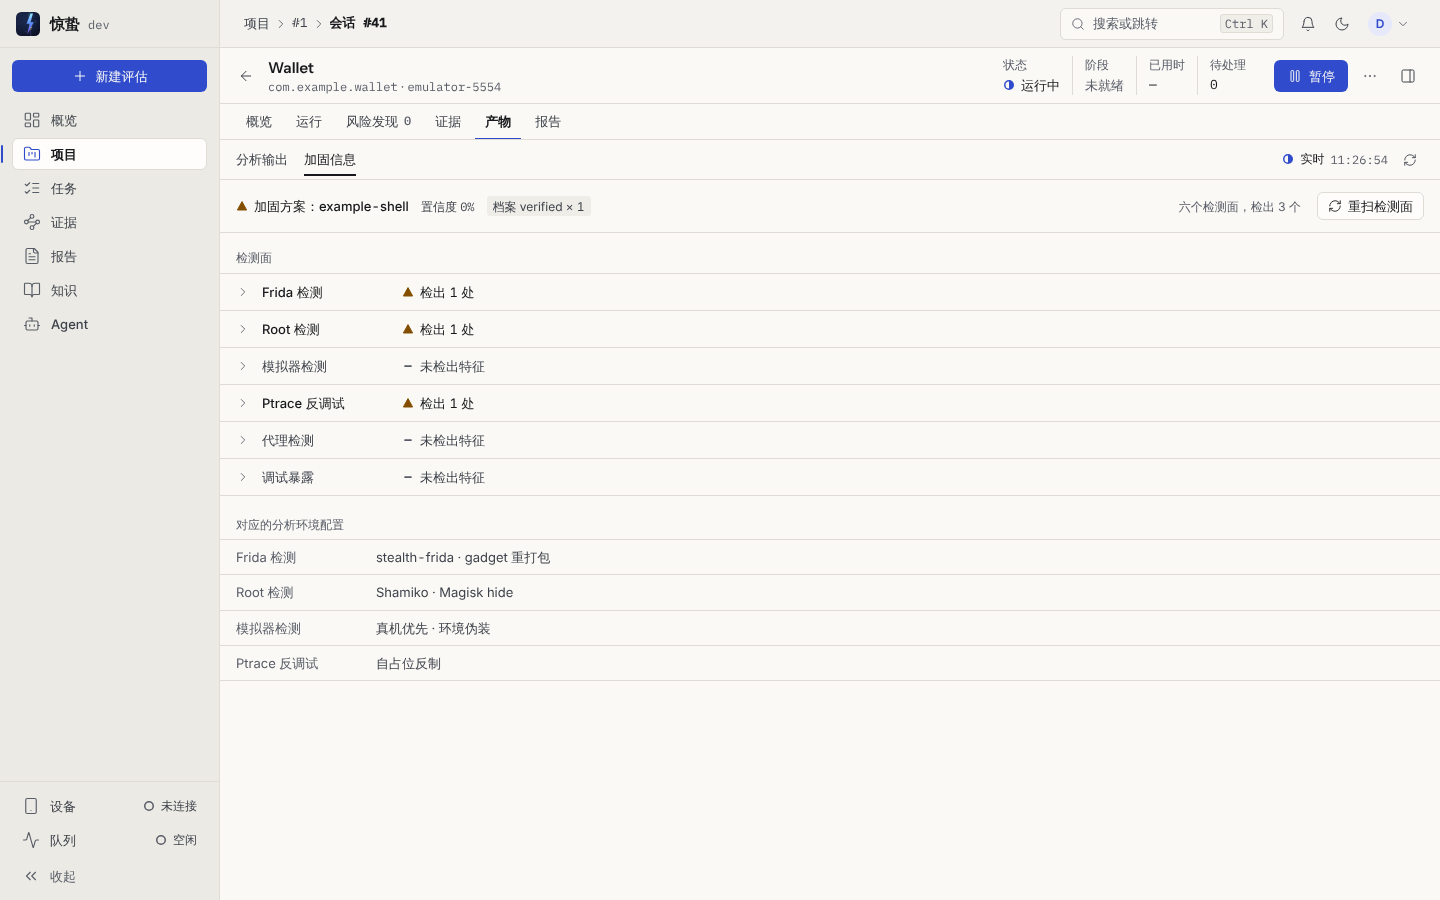 惊蛰 dev
项目 > #1 > 会话 #41
搜索或跳转 Ctrl K
D
新建评估
概览
项目
任务
证据
报告
知识
Agent
设备 未连接
队列 空闲
收起
Wallet
com.example.wallet · emulator-5554
状态 阶段 已用时 待处理
运行中 未就绪 — 0
暂停
概览 运行 风险发现 0 证据 产物 报告
分析输出 加固信息
实时 11:26:54
加固方案：example-shell 置信度 0% 档案 verified × 1
六个检测面，检出 3 个 重扫检测面
检测面
Frida 检测 检出 1 处
Root 检测 检出 1 处
模拟器检测 — 未检出特征
Ptrace 反调试 检出 1 处
代理检测 — 未检出特征
调试暴露 — 未检出特征
对应的分析环境配置
Frida 检测 stealth-frida · gadget 重打包
Root 检测 Shamiko · Magisk hide
模拟器检测 真机优先 · 环境伪装
Ptrace 反调试 自占位反制